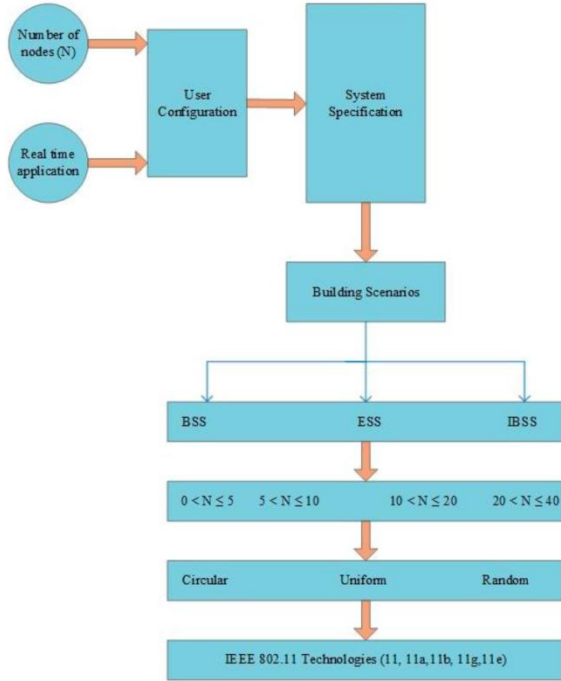 Number of
nodes (N)
User
Configuration
System
Specification
Real time
application
Building Scenarios
BSS ESS IBSS
0 < N ≤ 5 5 < N ≤ 10 10 < N ≤ 20 20 < N ≤ 40
Circular Uniform Random
IEEE 802.11 Technologies (11, 11a,11b, 11g,11e)